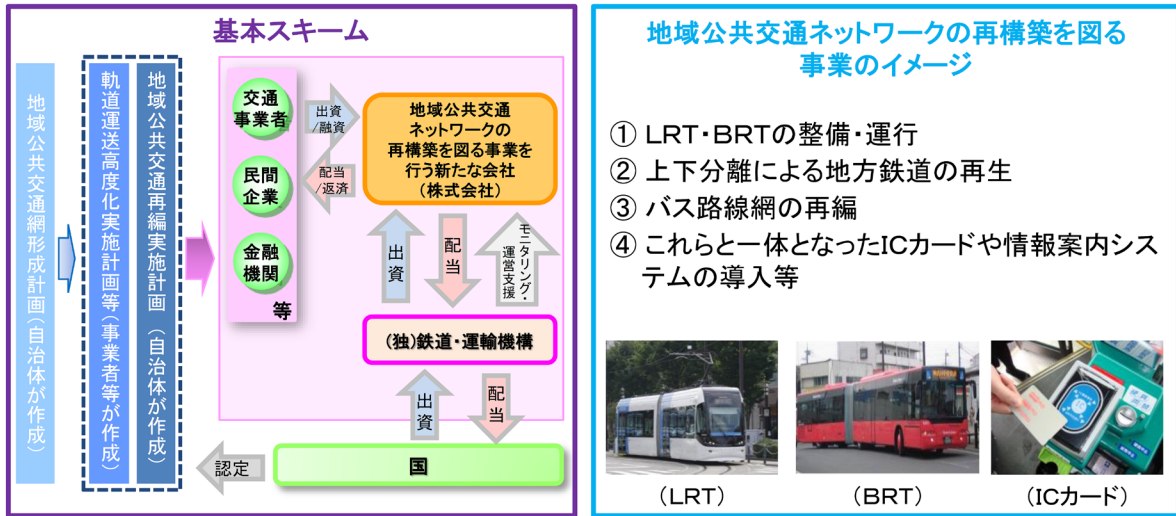 基本スキーム
地域公共交通網形成計画(自治体が作成)
軌道運送高度化実施計画等(事業者等が作成)
地域公共交通再編実施計画 (自治体が作成)
交通
事業者
民間
企業
金融
機関
等
出資
/融資
配当
/返済
地域公共交通
ネットワークの
再構築を図る事業を
行う新たな会社
(株式会社)
出資
配当
モニタリング・
運営支援
(独)鉄道・運輸機構
出資
配当
認定
国
地域公共交通ネットワークの再構築を図る
事業のイメージ
① LRT・BRTの整備・運行
② 上下分離による地方鉄道の再生
③ バス路線網の再編
④ これらと一体となったICカードや情報案内シス
テムの導入等
(LRT)
(BRT)
(ICカード)